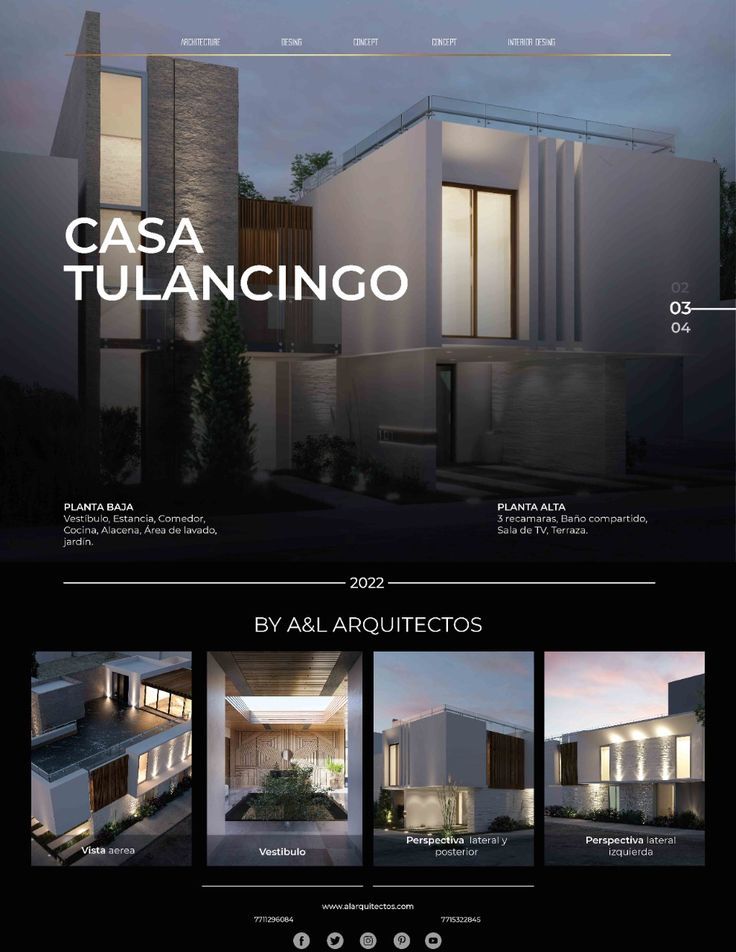 ARCHITECTURE DESING CONCEPT CONCEPT INTERIOR DESING
CASA
TULANCINGO
02
03
04
PLANTA BAJA
Vestíbulo, Estancia, Comedor,
Cocina, Alacena, Área de lavado,
jardín.
PLANTA ALTA
3 recamaras, Baño compartido,
Sala de TV, Terraza.
2022
BY A&L ARQUITECTOS
Vista aerea
Vestibulo
Perspectiva lateral y
posterior
Perspectiva lateral
izquierda
www.alarquitectos.com
7711296084
7715322845